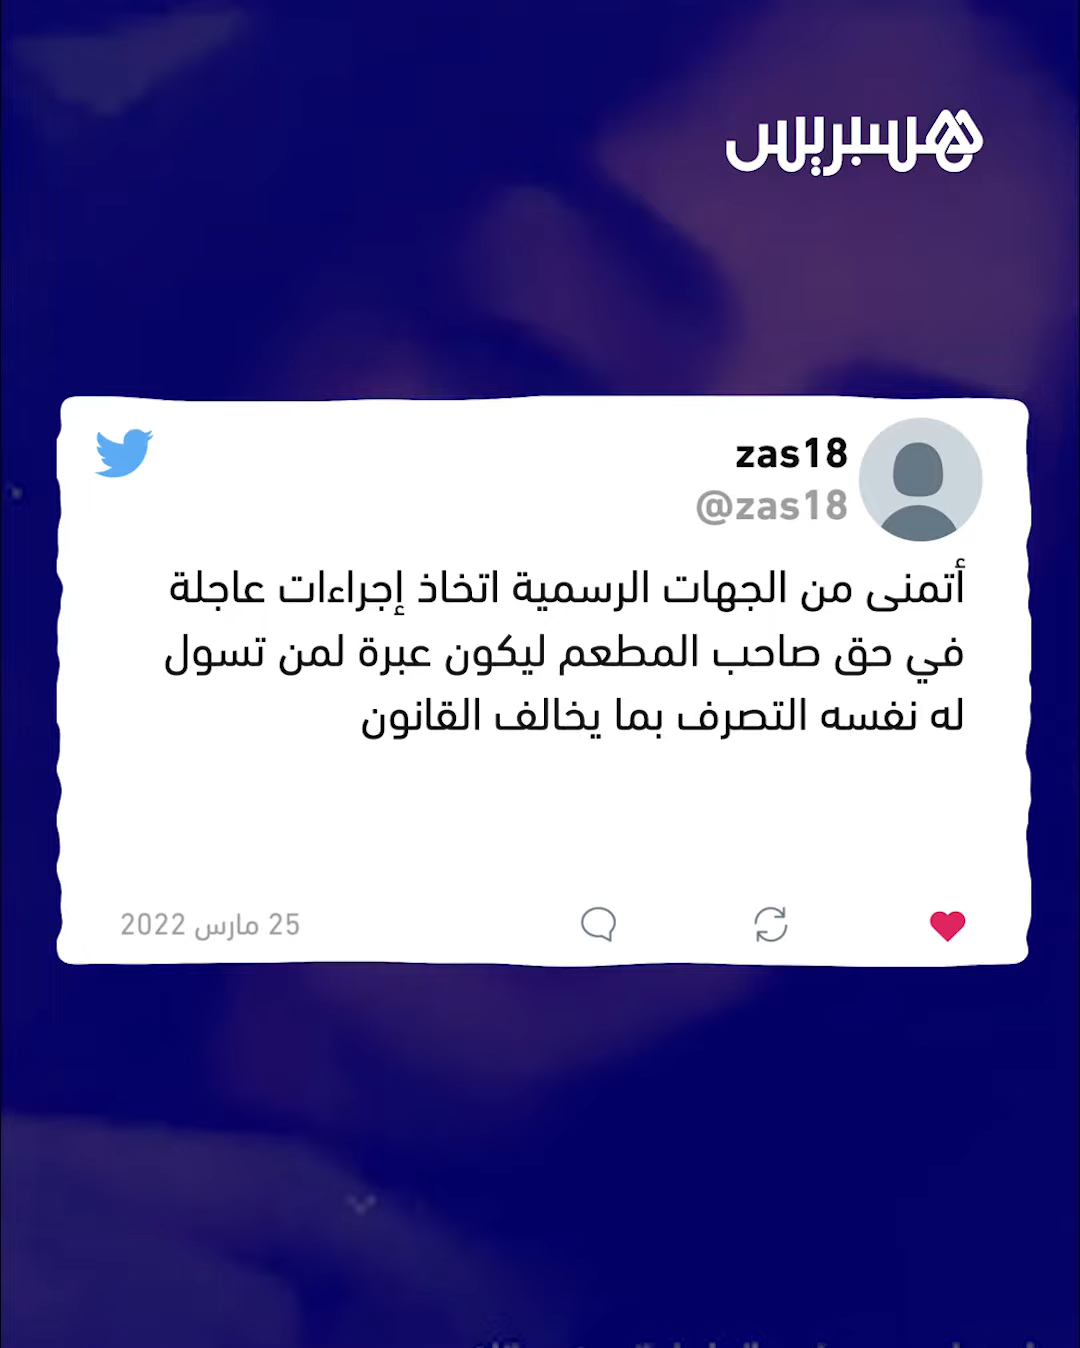 هسبريس
zas18
@zas18
أتمنى من الجهات الرسمية اتخاذ إجراءات عاجلة
في حق صاحب المطعم ليكون عبرة لمن تسول
له نفسه التصرف بما يخالف القانون
25 مارس 2022